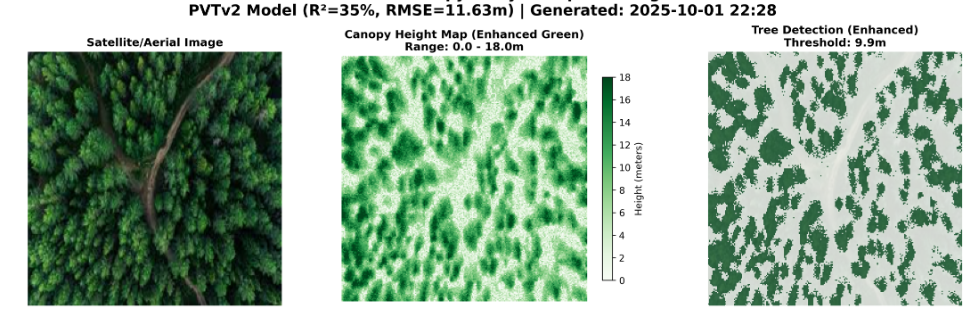 PVTv2 Model (R²=35%, RMSE=11.63m) | Generated: 2025-10-01 22:28
Satellite/Aerial Image
Canopy Height Map (Enhanced Green)
Range: 0.0 - 18.0m
18
16
14
12
10
8
6
4
2
0
Height (meters)
Tree Detection (Enhanced)
Threshold: 9.9m